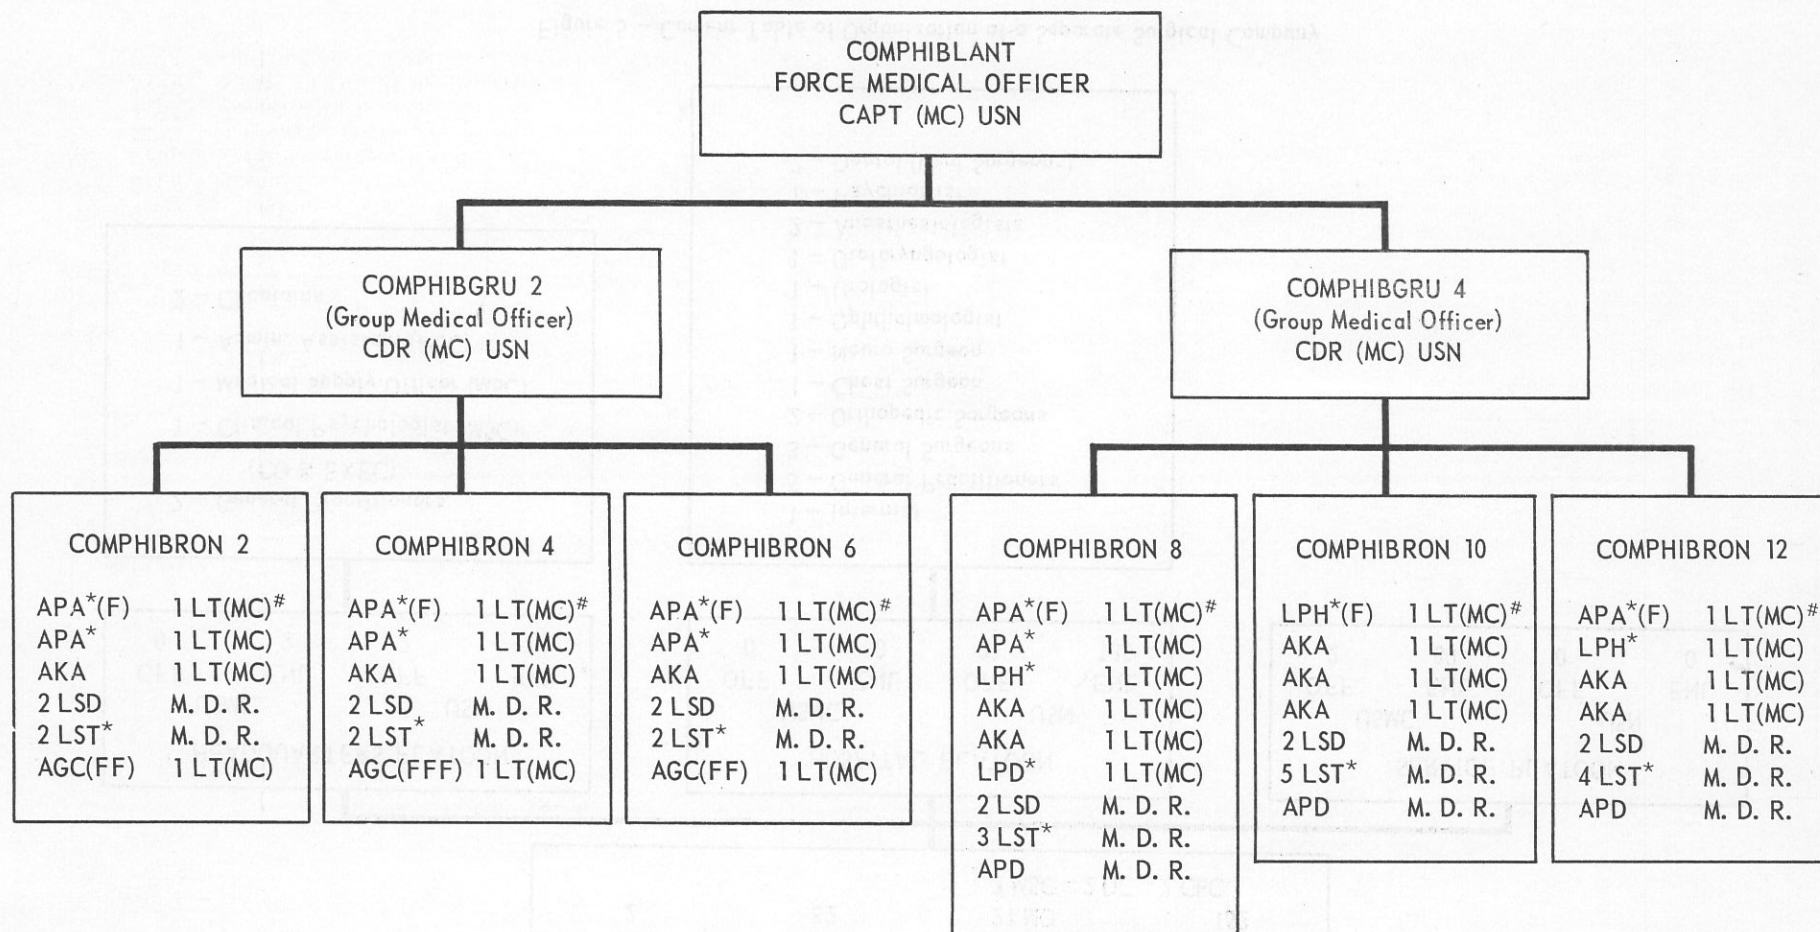 COMPHIBLANT
FORCE MEDICAL OFFICER
CAPT (MC) USN
COMPHIBGRU 2
(Group Medical Officer)
CDR (MC) USN
COMPHIBGRU 4
(Group Medical Officer)
CDR (MC) USN
COMPHIBRON 2
APA*(F) 1 LT(MC)#
APA* 1 LT(MC)
AKA 1 LT(MC)
2 LSD M. D. R.
2 LST* M. D. R.
AGC(FF) 1 LT(MC)
COMPHIBRON 4
APA*(F) 1 LT(MC)#
APA* 1 LT(MC)
AKA 1 LT(MC)
2 LSD M. D. R.
2 LST* M. D. R.
AGC(FFF) 1 LT(MC)
COMPHIBRON 6
APA*(F) 1 LT(MC)#
APA* 1 LT(MC)
AKA 1 LT(MC)
2 LSD M. D. R.
2 LST* M. D. R.
AGC(FF) 1 LT(MC)
COMPHIBRON 8
APA*(F) 1 LT(MC)#
APA* 1 LT(MC)
LPH* 1 LT(MC)
AKA 1 LT(MC)
AKA 1 LT(MC)
LPD* 1 LT(MC)
2 LSD M. D. R.
3 LST* M. D. R.
APD M. D. R.
COMPHIBRON 10
LPH*(F) 1 LT(MC)#
AKA 1 LT(MC)
AKA 1 LT(MC)
AKA 1 LT(MC)
2 LSD M. D. R.
5 LST* M. D. R.
APD M. D. R.
COMPHIBRON 12
APA*(F) 1 LT(MC)#
LPH* 1 LT(MC)
AKA 1 LT(MC)
AKA 1 LT(MC)
2 LSD M. D. R.
4 LST* M. D. R.
APD M. D. R.